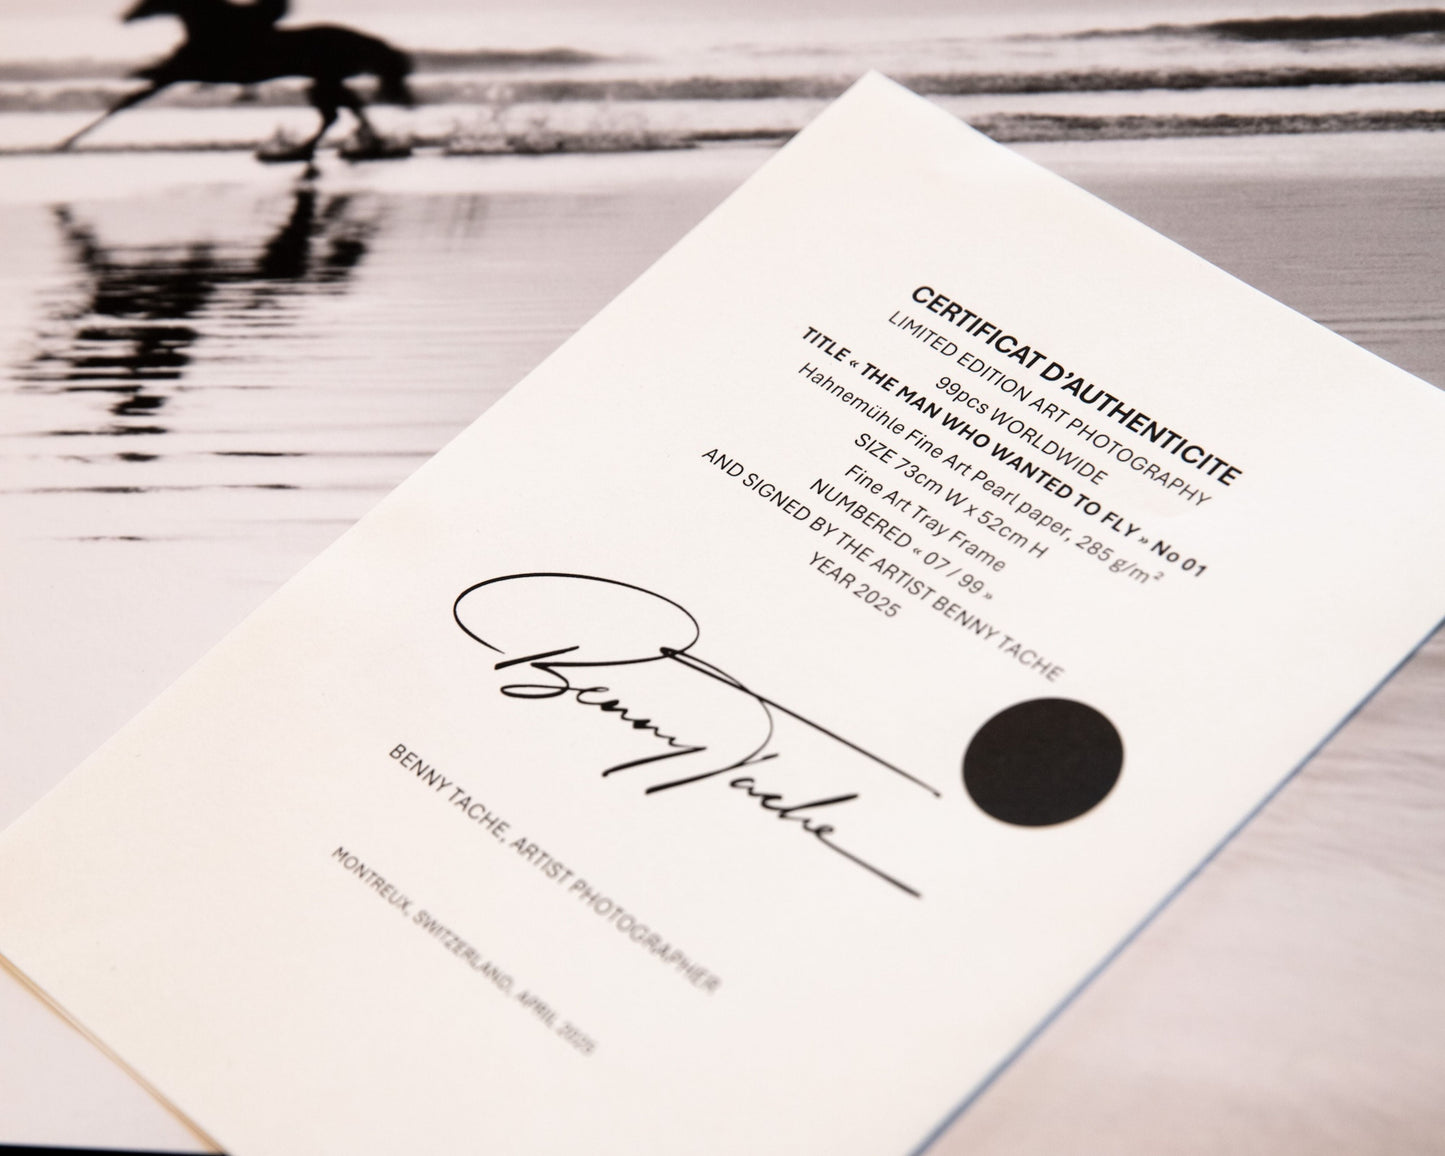 CERTIFICAT D'AUTHENTICITE
LIMITED EDITION ART PHOTOGRAPHY
99pcs WORLDWIDE
TITLE « THE MAN WHO WANTED TO FLY » No 01
Hahnemühle Fine Art Pearl paper, 285 g/m²
SIZE 73cm W x 52cm H
Fine Art Tray Frame
NUMBERED « 07 / 99 »
AND SIGNED BY THE ARTIST BENNY TACHE
YEAR 2025
Benny Tache
BENNY TACHE, ARTIST PHOTOGRAPHER
MONTREUX, SWITZERLAND, APRIL 2025